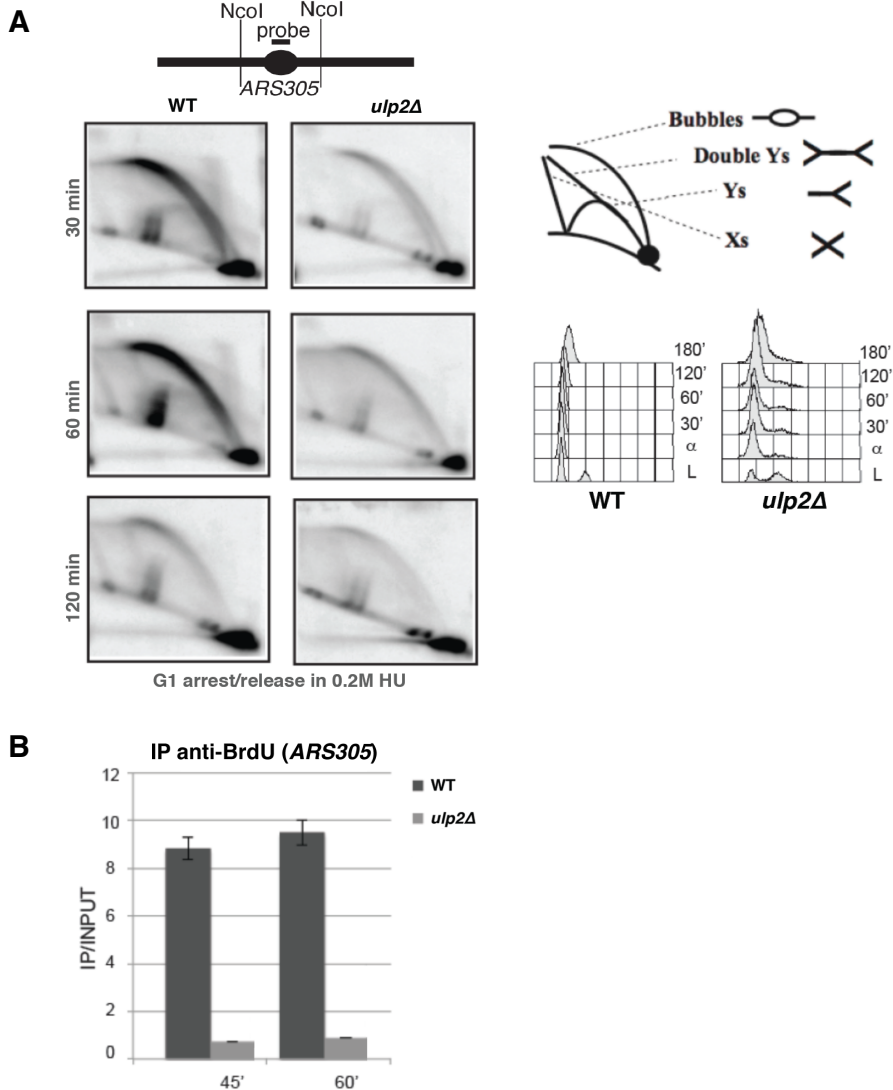 A
NcoI NcoI
probe
ARS305
WT ulp2Δ
30 min
60 min
120 min
G1 arrest/release in 0.2M HU
Bubbles
Double Ys
Ys
Xs
180’ 180’
120’ 120’
60’ 60’
30’ 30’
α α
L L
WT ulp2Δ
B
IP anti-BrdU (ARS305)
WT
ulp2Δ
IP/INPUT
12
10
8
6
4
2
0
45’ 60’